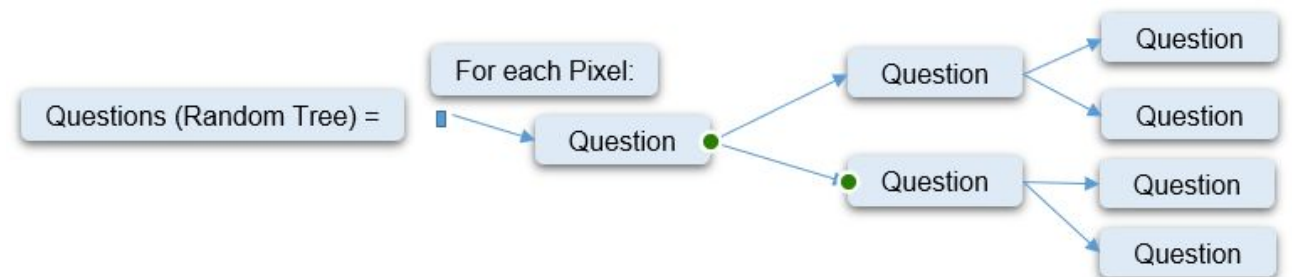 For each Pixel:
Questions (Random Tree) =
Question
Question
Question
Question
Question
Question
Question